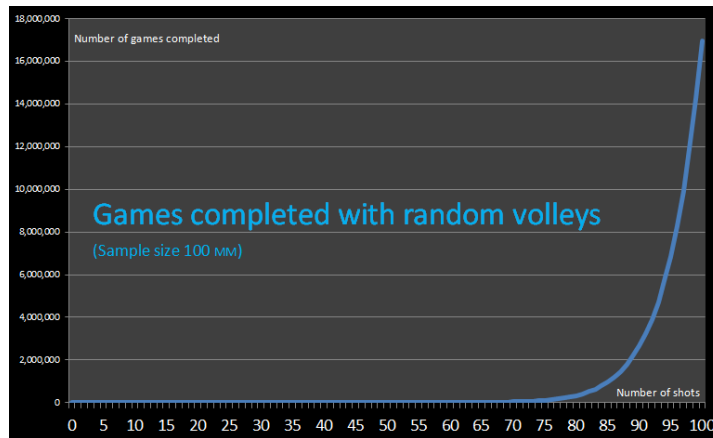 18,000,000
Number of games completed
16,000,000
14,000,000
12,000,000
10,000,000
Games completed with random volleys
8,000,000
(Sample size 100 MM)
6,000,000
4,000,000
2,000,000
Number of shots
0
0 5 10 15 20 25 30 35 40 45 50 55 60 65 70 75 80 85 90 95 100